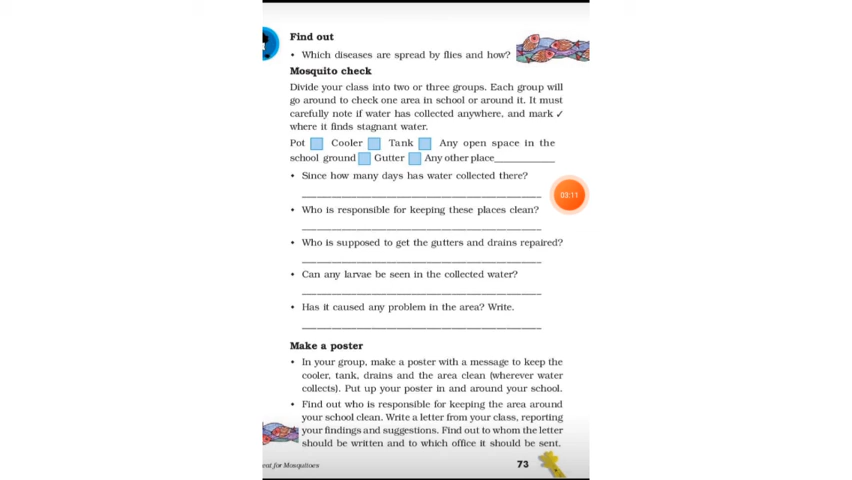 Find out
• Which diseases are spread by flies and how?
Mosquito check
Divide your class into two or three groups. Each group will
go around to check one area in school or around it. It must
carefully note if water has collected anywhere, and mark ✓
where it finds stagnant water.
Pot Cooler Tank Any open space in the
school ground Gutter Any other place___________
• Since how many days has water collected there?
• Who is responsible for keeping these places clean?
03:11
• Who is supposed to get the gutters and drains repaired?
• Can any larvae be seen in the collected water?
• Has it caused any problem in the area? Write.
Make a poster
• In your group, make a poster with a message to keep the
cooler, tank, drains and the area clean (wherever water
collects). Put up your poster in and around your school.
• Find out who is responsible for keeping the area around
your school clean. Write a letter from your class, reporting
your findings and suggestions. Find out to whom the letter
should be written and to which office it should be sent.
for Mosquitoes
73